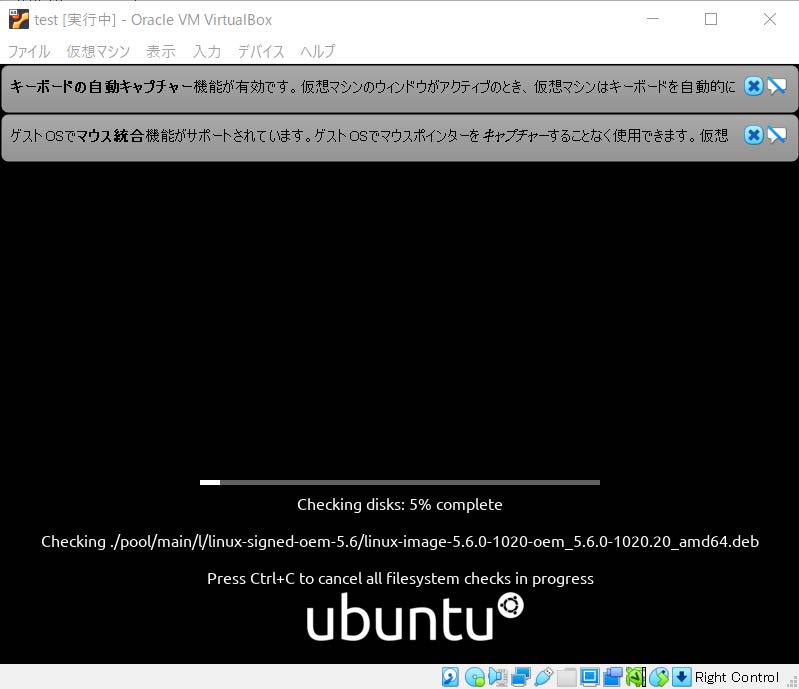 test [実行中] - Oracle VM VirtualBox
ファイル 仮想マシン 表示 入力 デバイス ヘルプ
キーボードの自動キャプチャー機能が有効です。仮想マシンのウィンドウがアクティブのとき、仮想マシンはキーボードを自動的に
ゲストOSでマウス統合機能がサポートされています。ゲストOSでマウスポインターをキャプチャーすることなく使用できます。仮想
Checking disks: 5% complete
Checking ./pool/main/l/linux-signed-oem-5.6/linux-image-5.6.0-1020-oem_5.6.0-1020.20_amd64.deb
Press Ctrl+C to cancel all filesystem checks in progress
ubuntu
Right Control